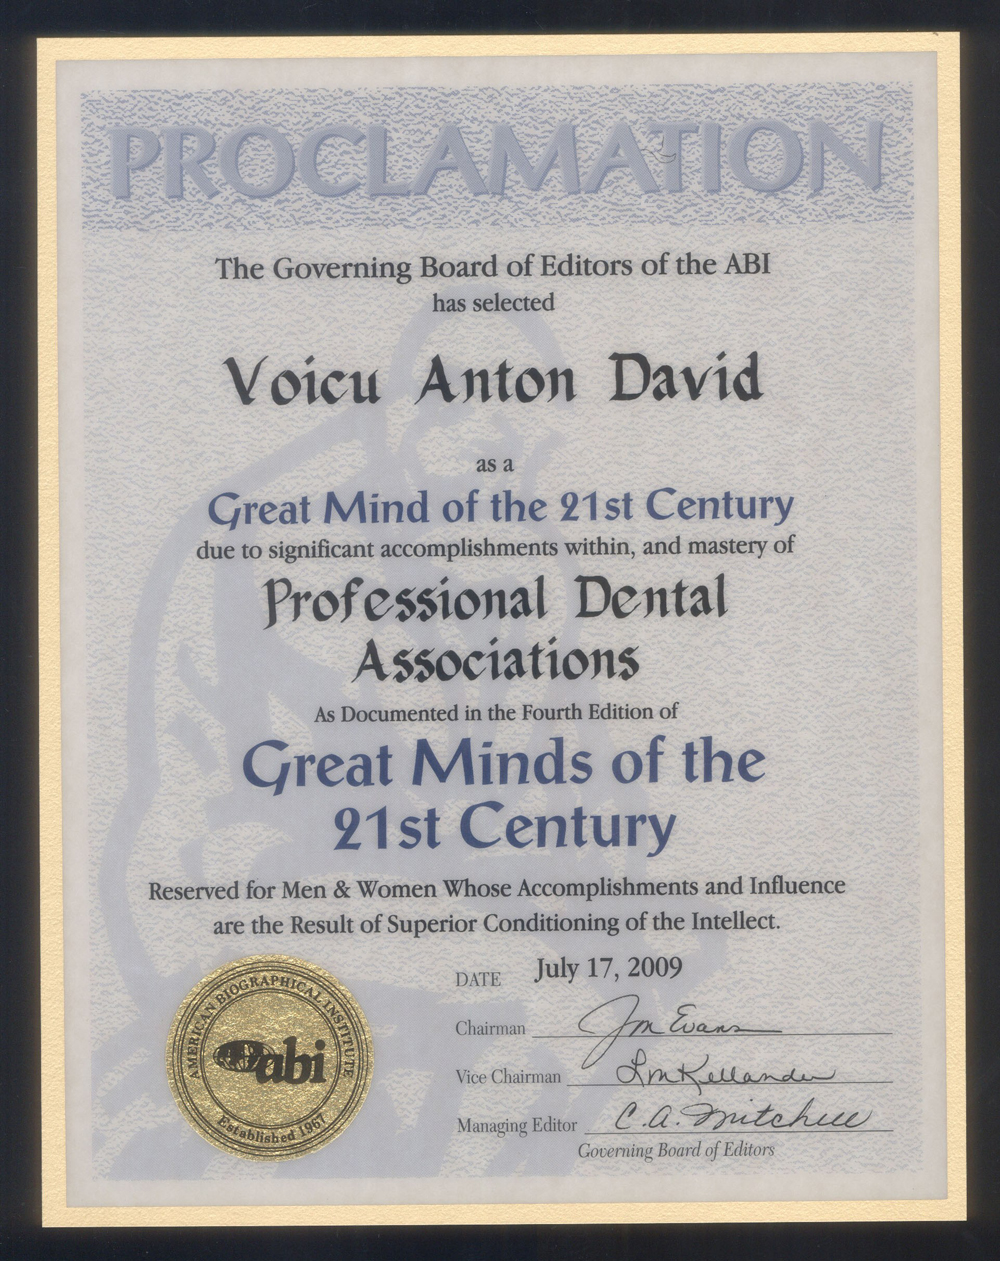 PROCLAMATION
The Governing Board of Editors of the ABI
has selected
Voicu Anton David
as a
Great Mind of the 21st Century
due to significant accomplishments within, and mastery of
Professional Dental
Associations
As Documented in the Fourth Edition of
Great Minds of the
21st Century
Reserved for Men & Women Whose Accomplishments and Influence
are the Result of Superior Conditioning of the Intellect.
DATE July 17, 2009
Chairman Jm Evans
Vice Chairman LmKellander
Managing Editor C.A. Mitchell
Governing Board of Editors
AMERICAN BIOGRAPHICAL INSTITUTE
abi
Established 1967